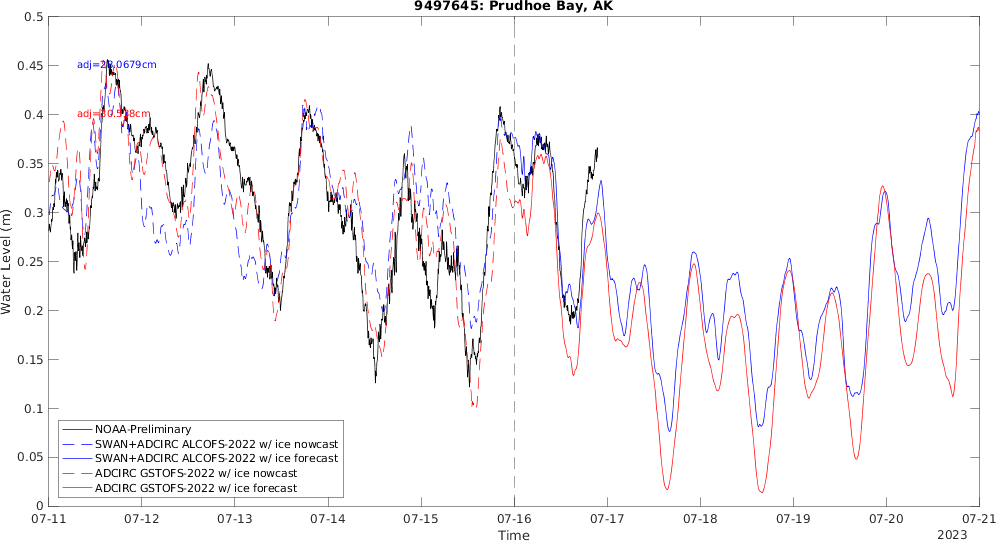 9497645: Prudhoe Bay, AK
0.5
0.45
0.4
0.35
0.3
0.25
0.2
0.15
0.1
0.05
0
Water Level (m)
NOAA-Preliminary
SWAN+ADCIRC ALCOFS-2022 w/ ice nowcast
SWAN+ADCIRC ALCOFS-2022 w/ ice forecast
ADCIRC GSTOFS-2022 w/ ice nowcast
ADCIRC GSTOFS-2022 w/ ice forecast
07-11 07-12 07-13 07-14 07-15 07-16 07-17 07-18 07-19 07-20 07-21
Time
2023